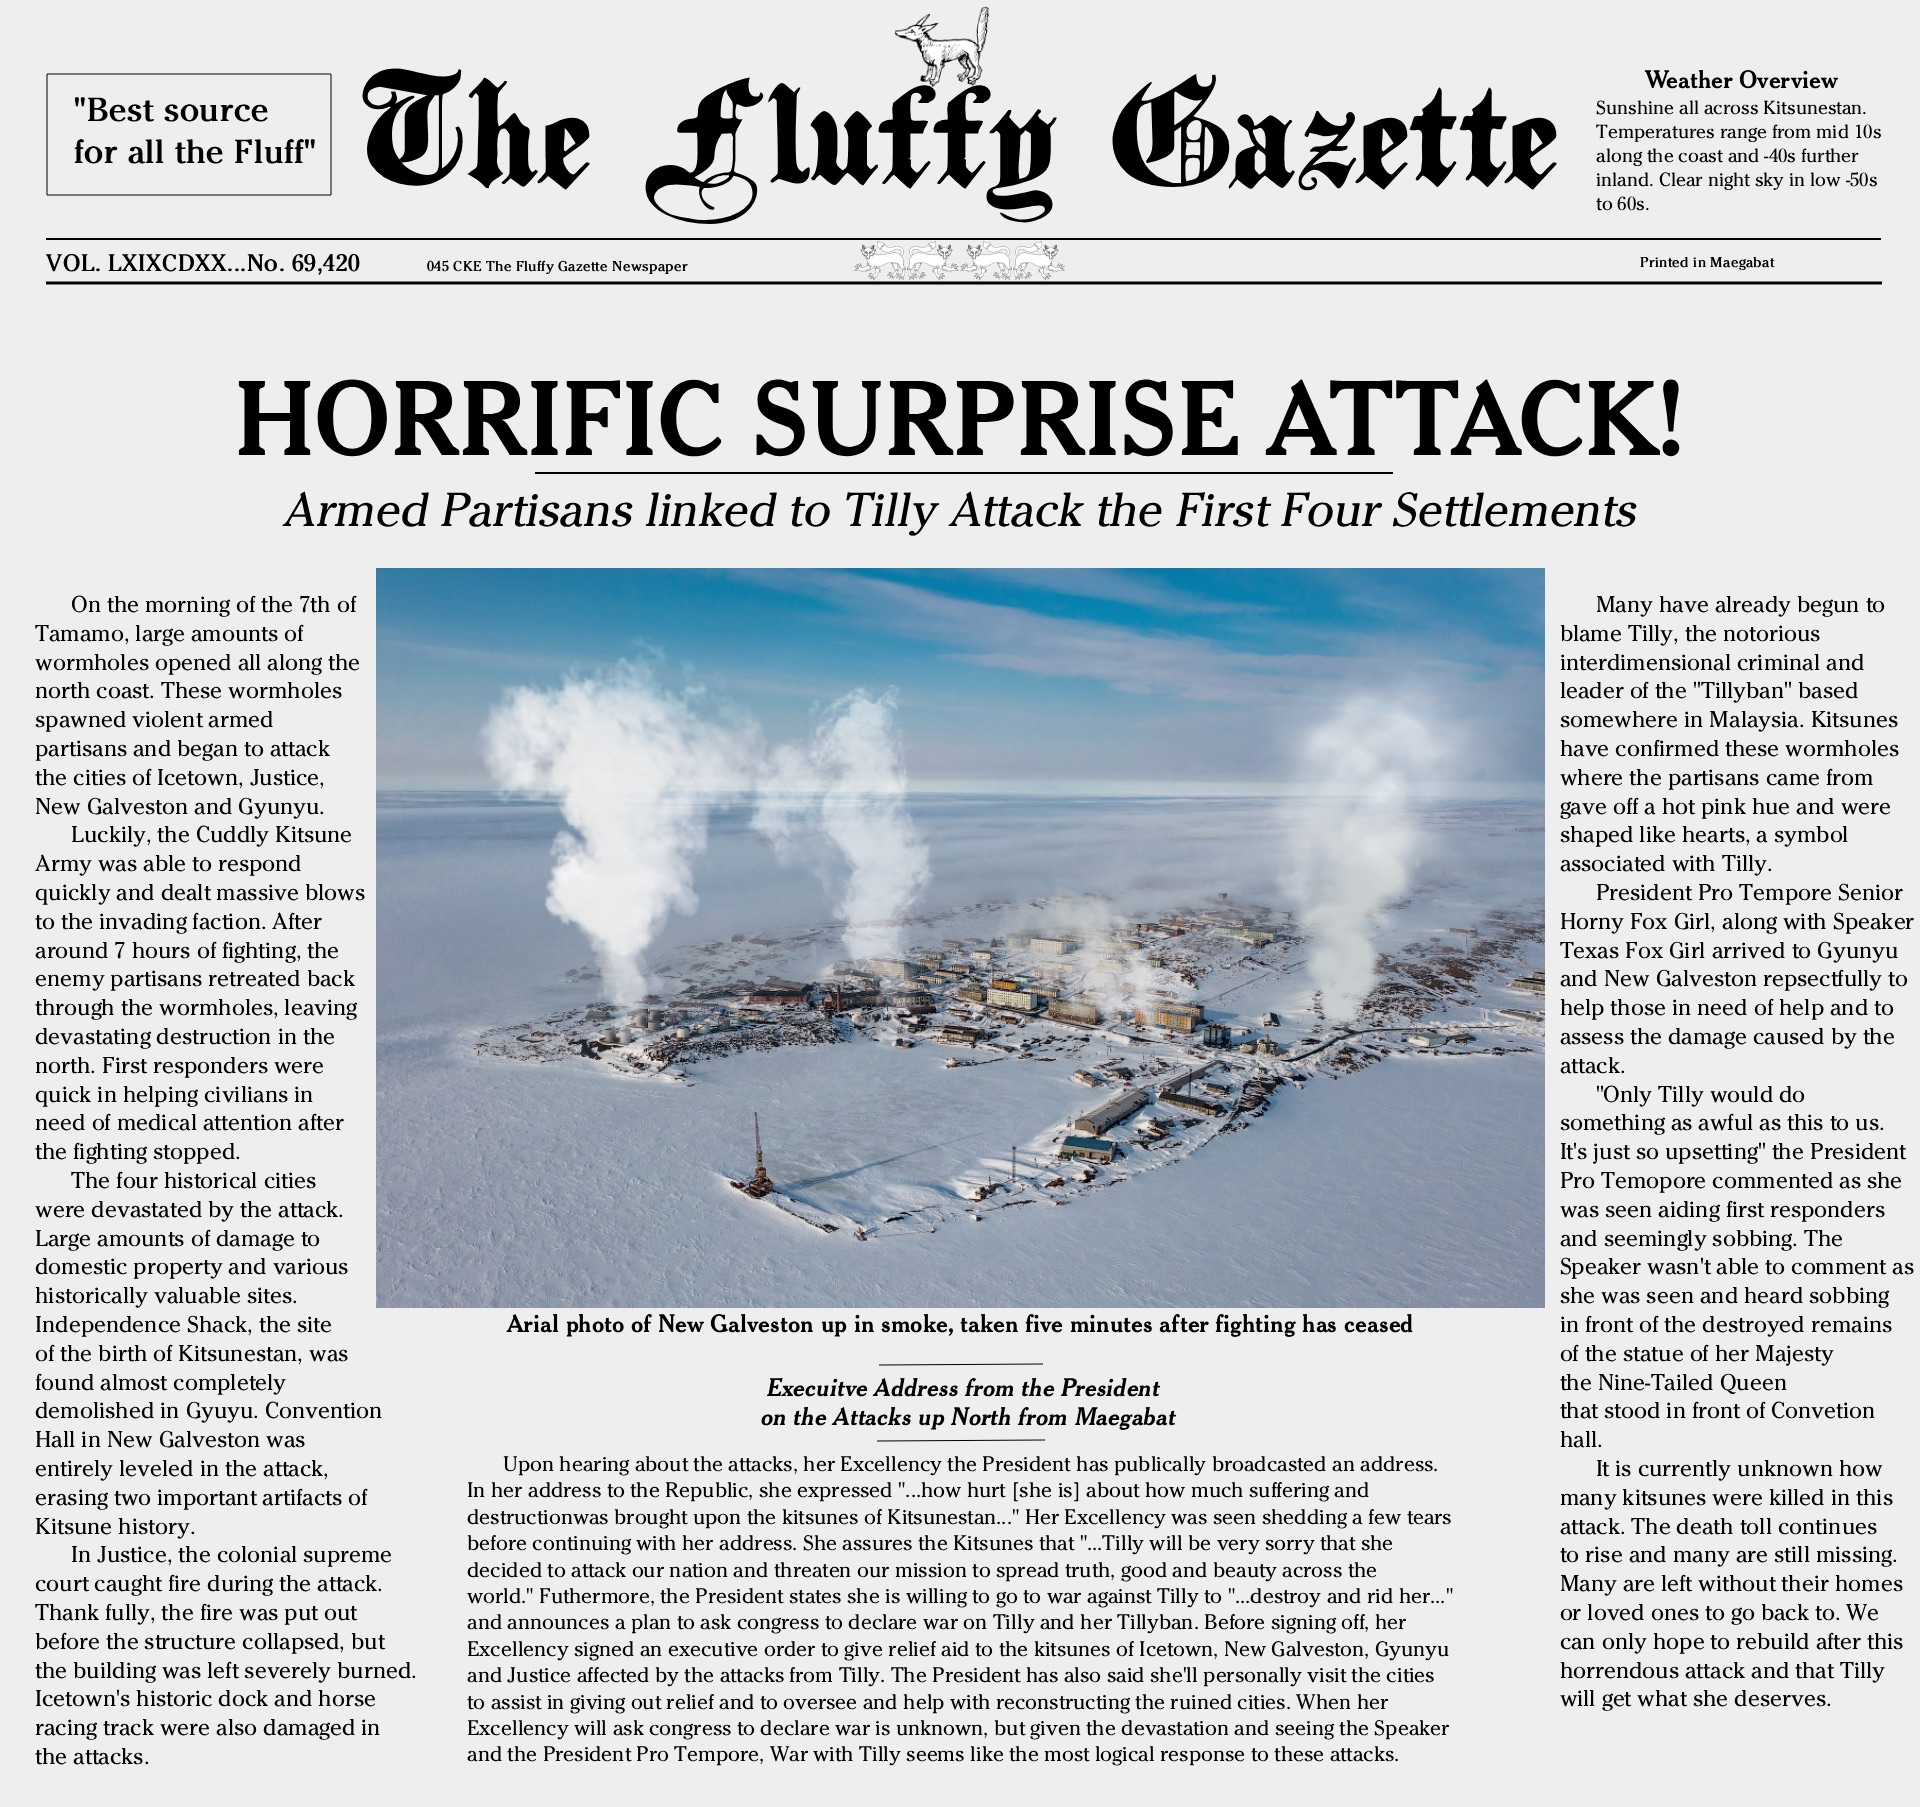 "Best source
for all the Fluff"
The Fluffy Gazette
Weather Overview
Sunshine all across Kitsunestan.
Temperatures range from mid 10s
along the coast and -40s further
inland. Clear night sky in low -50s
to 60s.
VOL. LXIXCDXX...No. 69,420
045 CKE The Fluffy Gazette Newspaper
Printed in Maegabat
HORRIFIC SURPRISE ATTACK!
Armed Partisans linked to Tilly Attack the First Four Settlements
On the morning of the 7th of
Tamamo, large amounts of
wormholes opened all along the
north coast. These wormholes
spawned violent armed
partisans and began to attack
the cities of Icetown, Justice,
New Galveston and Gyunyu.
Luckily, the Cuddly Kitsune
Army was able to respond
quickly and dealt massive blows
to the invading faction. After
around 7 hours of fighting, the
enemy partisans retreated back
through the wormholes, leaving
devastating destruction in the
north. First responders were
quick in helping civilians in
need of medical attention after
the fighting stopped.
The four historical cities
were devastated by the attack.
Large amounts of damage to
domestic property and various
historically valuable sites.
Independence Shack, the site
of the birth of Kitsunestan, was
found almost completely
demolished in Gyuyu. Convention
Hall in New Galveston was
entirely leveled in the attack,
erasing two important artifacts of
Kitsune history.
In Justice, the colonial supreme
court caught fire during the attack.
Thank fully, the fire was put out
before the structure collapsed, but
the building was left severely burned.
Icetown's historic dock and horse
racing track were also damaged in
the attacks.
Arial photo of New Galveston up in smoke, taken five minutes after fighting has ceased
Execuitve Address from the President
on the Attacks up North from Maegabat
Upon hearing about the attacks, her Excellency the President has publically broadcasted an address.
In her address to the Republic, she expressed "...how hurt [she is] about how much suffering and
destructionwas brought upon the kitsunes of Kitsunestan..." Her Excellency was seen shedding a few tears
before continuing with her address. She assures the Kitsunes that "...Tilly will be very sorry that she
decided to attack our nation and threaten our mission to spread truth, good and beauty across the
world." Futhermore, the President states she is willing to go to war against Tilly to "...destroy and rid her..."
and announces a plan to ask congress to declare war on Tilly and her Tillyban. Before signing off, her
Excellency signed an executive order to give relief aid to the kitsunes of Icetown, New Galveston, Gyunyu
and Justice affected by the attacks from Tilly. The President has also said she'll personally visit the cities
to assist in giving out relief and to oversee and help with reconstructing the ruined cities. When her
Excellency will ask congress to declare war is unknown, but given the devastation and seeing the Speaker
and the President Pro Tempore, War with Tilly seems like the most logical response to these attacks.
Many have already begun to
blame Tilly, the notorious
interdimensional criminal and
leader of the "Tillyban" based
somewhere in Malaysia. Kitsunes
have confirmed these wormholes
where the partisans came from
gave off a hot pink hue and were
shaped like hearts, a symbol
associated with Tilly.
President Pro Tempore Senior
Horny Fox Girl, along with Speaker
Texas Fox Girl arrived to Gyunyu
and New Galveston repsectfully to
help those in need of help and to
assess the damage caused by the
attack.
"Only Tilly would do
something as awful as this to us.
It's just so upsetting" the President
Pro Temopore commented as she
was seen aiding first responders
and seemingly sobbing. The
Speaker wasn't able to comment as
she was seen and heard sobbing
in front of the destroyed remains
of the statue of her Majesty
the Nine-Tailed Queen
that stood in front of Convetion
hall.
It is currently unknown how
many kitsunes were killed in this
attack. The death toll continues
to rise and many are still missing.
Many are left without their homes
or loved ones to go back to. We
can only hope to rebuild after this
horrendous attack and that Tilly
will get what she deserves.